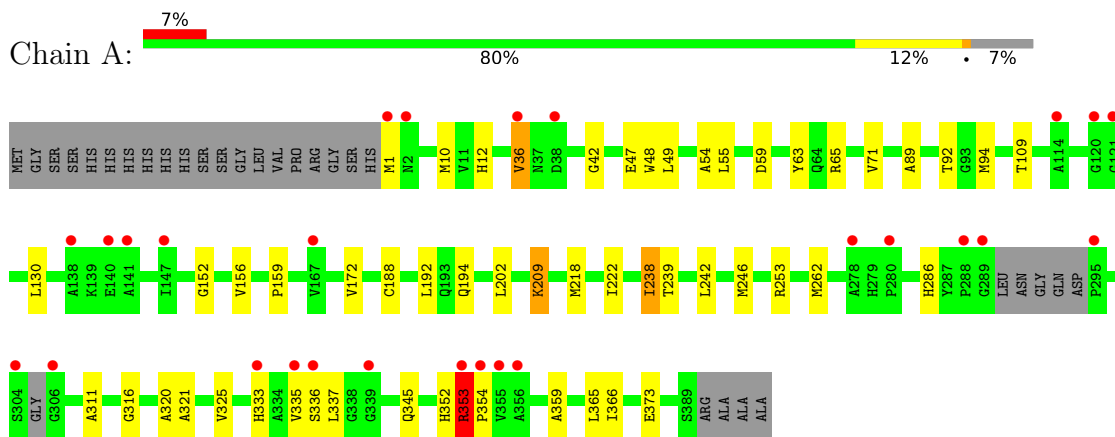 7%
Chain A:
80% 12% • 7%
MET GLY SER SER HIS HIS HIS HIS HIS HIS SER SER GLY LEU VAL PRO ARG GLY SER HIS M1 N2 M10 V11 H12 V36 N37 D38 G42 E47 W48 L49 A54 L55 D59 Y63 Q64 R65 V71 A89 T92 G93 M94 T109 A114 G120 G121
L130 A138 K139 E140 A141 I147 G152 V156 P159 V167 V172 C188 L192 Q193 Q194 L202 K209 M218 I222 I238 T239 L242 M246 R253 M262 A278 H279 P280 H286 Y287 P288 G289 LEU ASN GLY GLN ASP P295
S304 GLY G306 A311 G316 A320 A321 V325 H333 A334 V335 S336 L337 G338 G339 Q345 H352 R353 P354 V355 A356 A359 L365 I366 E373 S389 ARG ALA ALA ALA